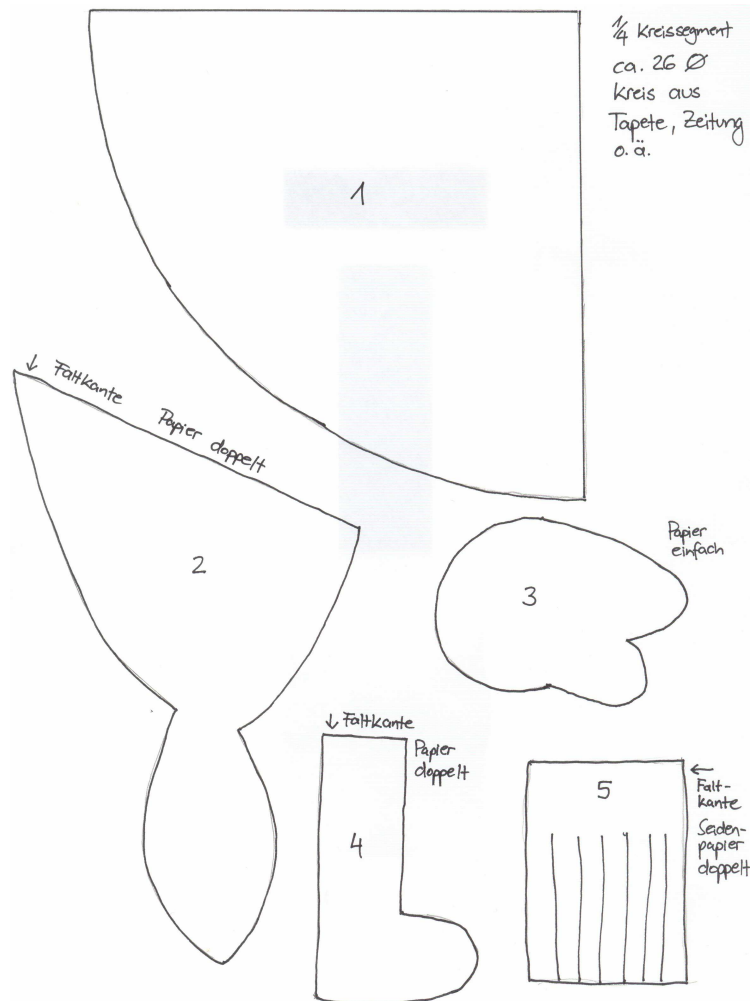 1/4 Kreissegment
ca. 26 Ø
Kreis aus
Tapete, Zeitung
o.ä.
1
↓ Faltkante
Papier doppelt
2
Papier
einfach
3
↓ Faltkante
Papier
doppelt
4
5
←
Falt-
kante
Seiden-
papier
doppelt